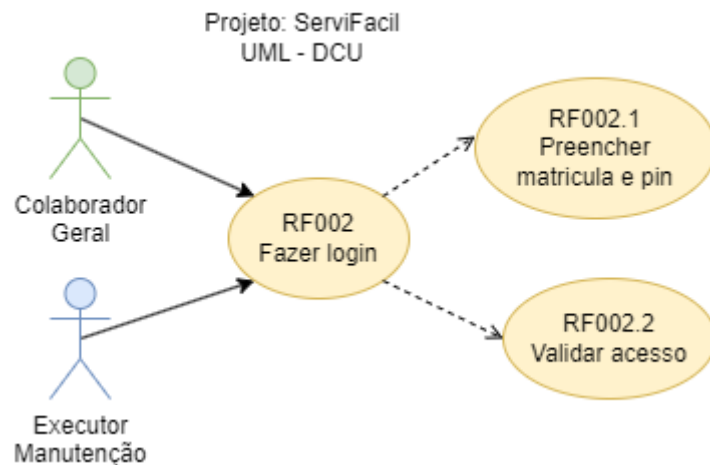 Projeto: ServiFacil
UML - DCU
Colaborador
Geral
RF002
Fazer login
RF002.1
Preencher
matricula e pin
RF002.2
Validar acesso
Executor
Manutenção